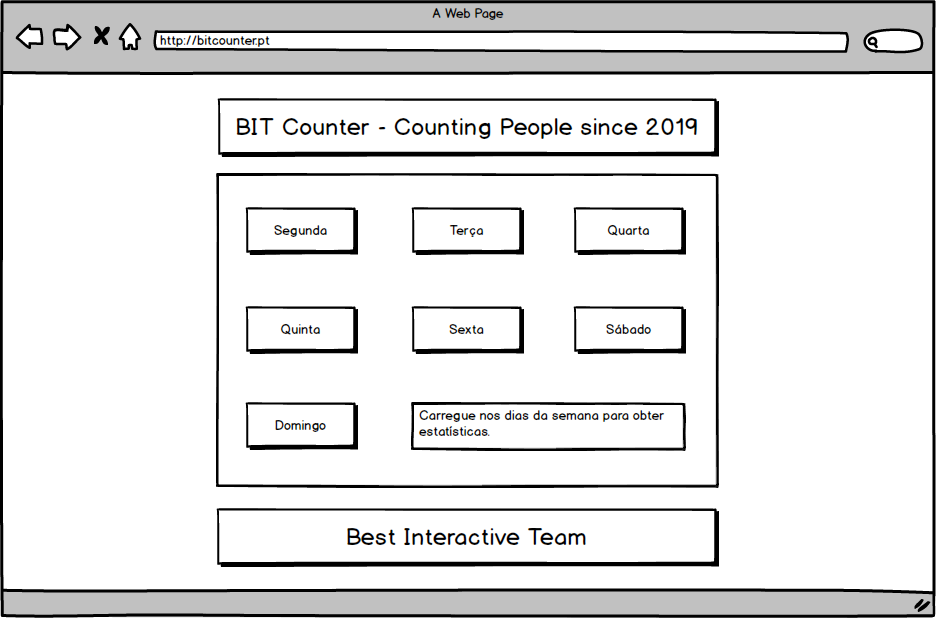 A Web Page
http://bitcounter.pt
BIT Counter - Counting People since 2019
Segunda
Terça
Quarta
Quinta
Sexta
Sábado
Domingo
Carregue nos dias da semana para obter
estatísticas.
Best Interactive Team